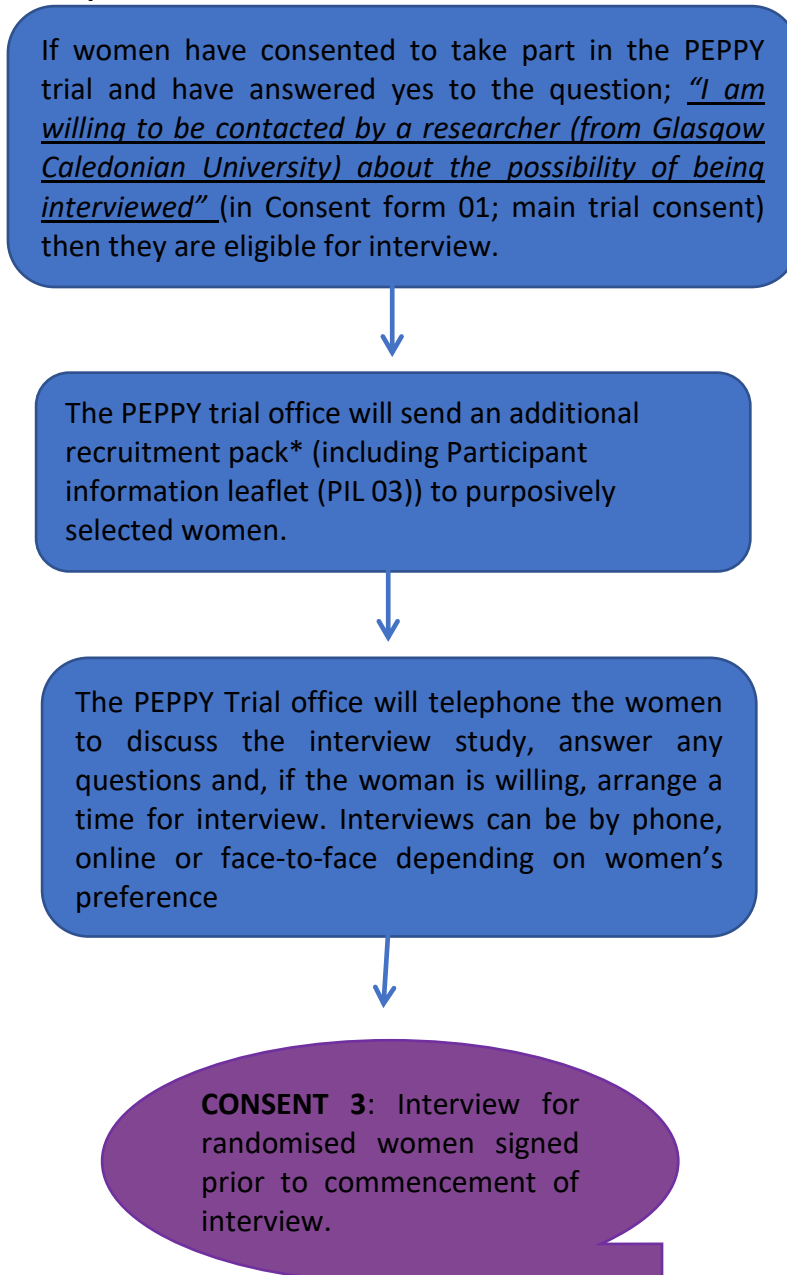 If women have consented to take part in the PEPPY
trial and have answered yes to the question; “I am
willing to be contacted by a researcher (from Glasgow
Caledonian University) about the possibility of being
interviewed” (in Consent form 01; main trial consent)
then they are eligible for interview.
The PEPPY trial office will send an additional
recruitment pack* (including Participant
information leaflet (PIL 03)) to purposively
selected women.
The PEPPY Trial office will telephone the women
to discuss the interview study, answer any
questions and, if the woman is willing, arrange a
time for interview. Interviews can be by phone,
online or face-to-face depending on women’s
preference
CONSENT 3: Interview for
randomised women signed
prior to commencement of
interview.